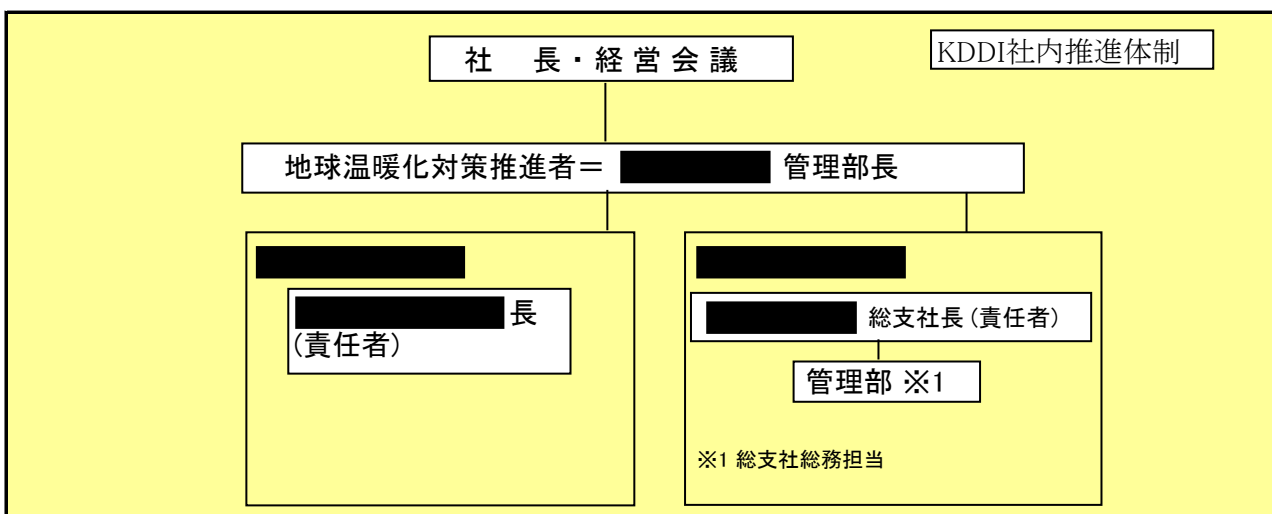 社　長・経営会議
KDDI社内推進体制
地球温暖化対策推進者＝ 管理部長
長
(責任者)
総支社長(責任者)
管理部 ※1
※1 総支社総務担当